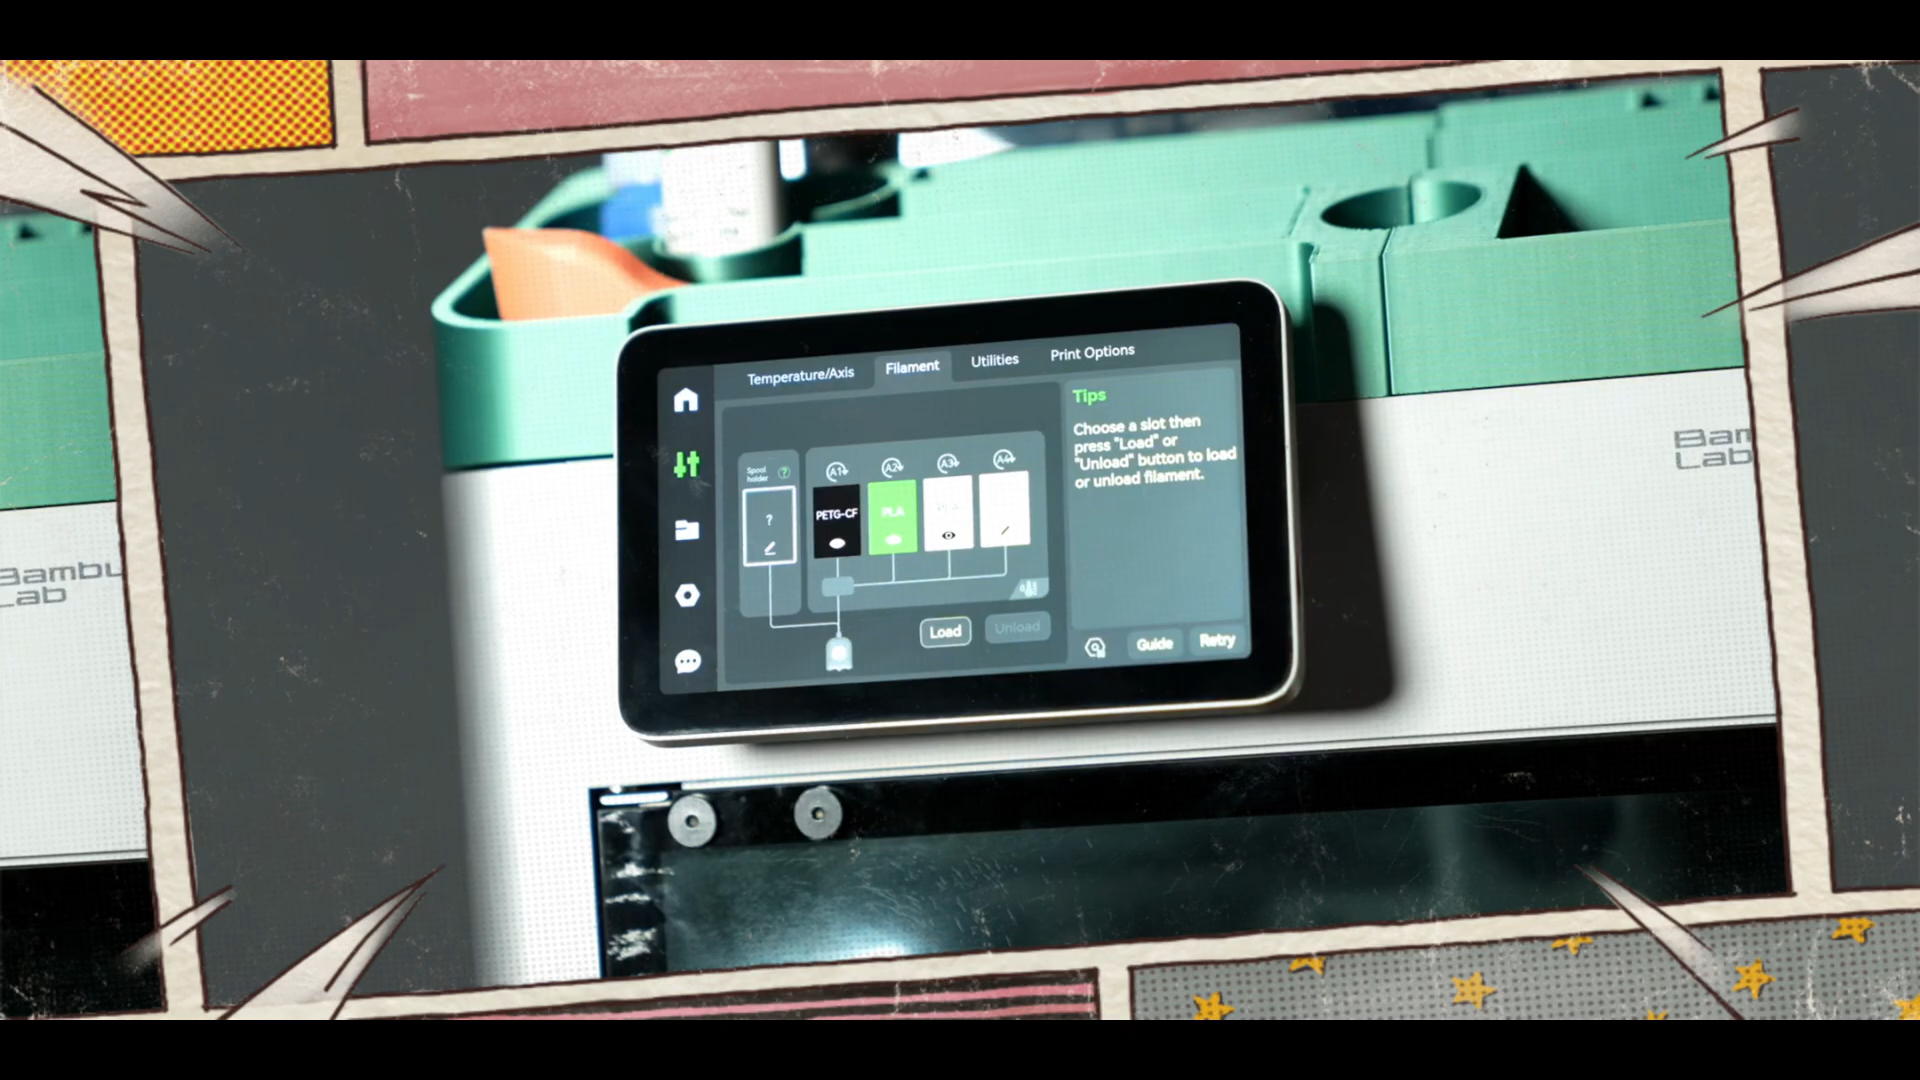 Temperature/Axis
Filament
Utilities
Print Options
Tips
Choose a slot then
press "Load" or
"Unload" button to load
or unload filament.
Spool
holder
?
A1
A2
A3
A4
?
PETG-CF
PLA
PLA
Load
Unload
Guide
Retry
Bam
Lab
Bambu
Lab